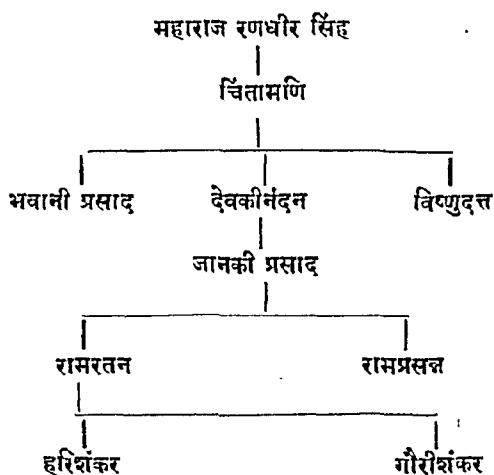 महाराज रणधीर सिंह
चिंतामणि
भवानी प्रसाद देवकीनंदन विष्णुदत्त
जानकी प्रसाद
रामरतन रामप्रसन्न
हरिशंकर गौरीशंकर